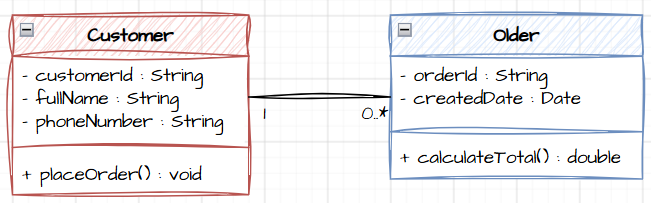 Customer
- customerId : String
- fullName : String
- phoneNumber : String
+ placeOrder() : void
1
0..*
Older
- orderId : String
- createdDate : Date
+ calculateTotal() : double